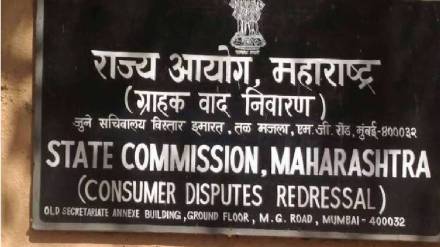 राज्य आयोग, महाराष्ट्र
(ग्राहक वाद निवारण)
जुने सचिवालय विस्तार इमारत, तळ मजला, एम.जी. रोड, मुंबई-४०००३२
STATE COMMISSION, MAHARASHTRA
(CONSUMER DISPUTES REDRESSAL)
OLD SECRETARIATE ANNEXE BUILDING, GROUND FLOOR, M.G. ROAD, MUMBAI - 400032